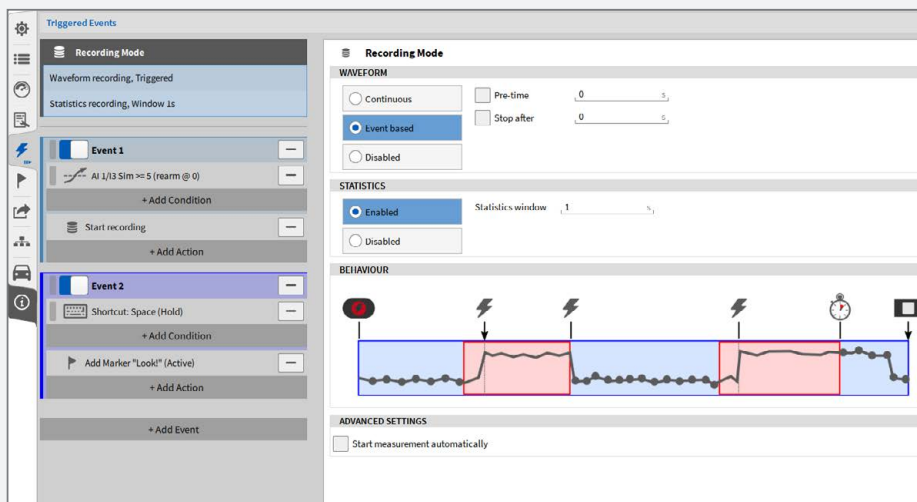 Triggered Events
Recording Mode
Waveform recording, Triggered
Statistics recording, Window 1s
Event 1
AI 1/I3 Sim >= 5 (rearm @ 0)
+ Add Condition
Start recording
+ Add Action
Event 2
Shortcut: Space (Hold)
+ Add Condition
Add Marker "Look!" (Active)
+ Add Action
+ Add Event
Recording Mode
WAVEFORM
Continuous
Pre-time 0 s
Event based
Stop after 0 s
Disabled
STATISTICS
Enabled
Statistics window 1 s
Disabled
BEHAVIOUR
ADVANCED SETTINGS
Start measurement automatically